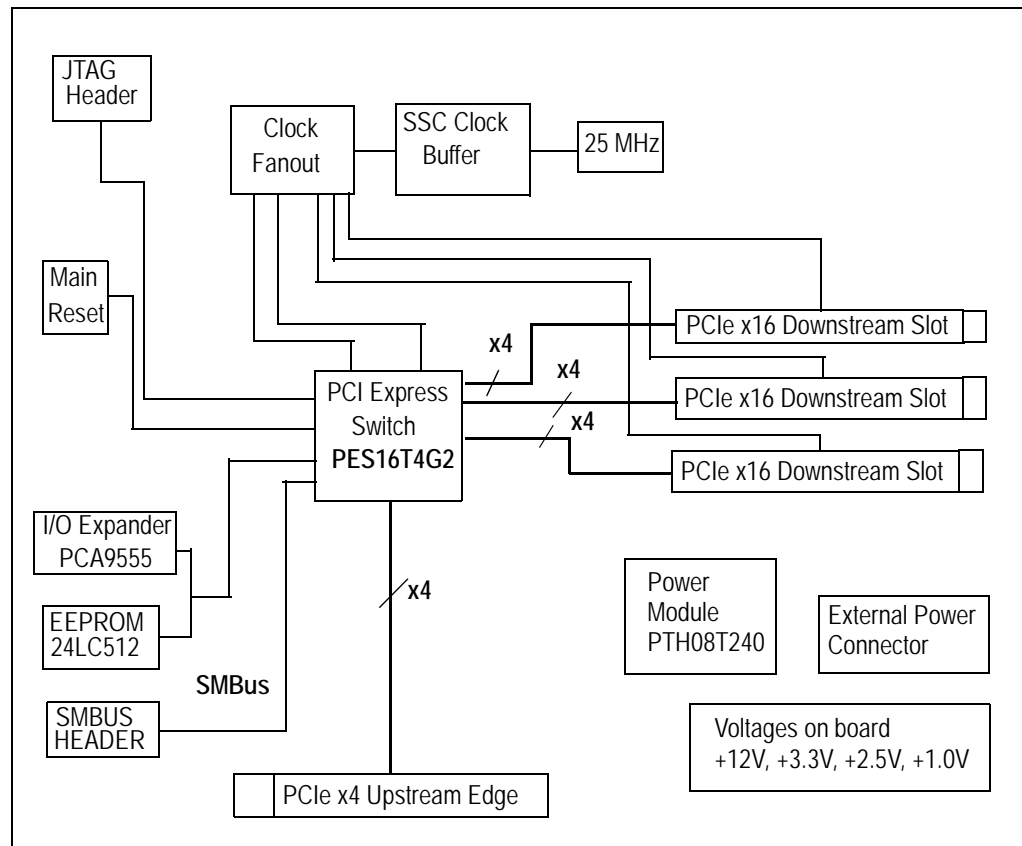 JTAG
Header
Clock
Fanout
SSC Clock
Buffer
25 MHz
Main
Reset
PCIe x16 Downstream Slot
x4
x4
PCI Express
Switch
PES16T4G2
PCIe x16 Downstream Slot
x4
PCIe x16 Downstream Slot
I/O Expander
PCA9555
x4
Power
Module
PTH08T240
External Power
Connector
EEPROM
24LC512
SMBus
SMBUS
HEADER
Voltages on board
+12V, +3.3V, +2.5V, +1.0V
PCIe x4 Upstream Edge